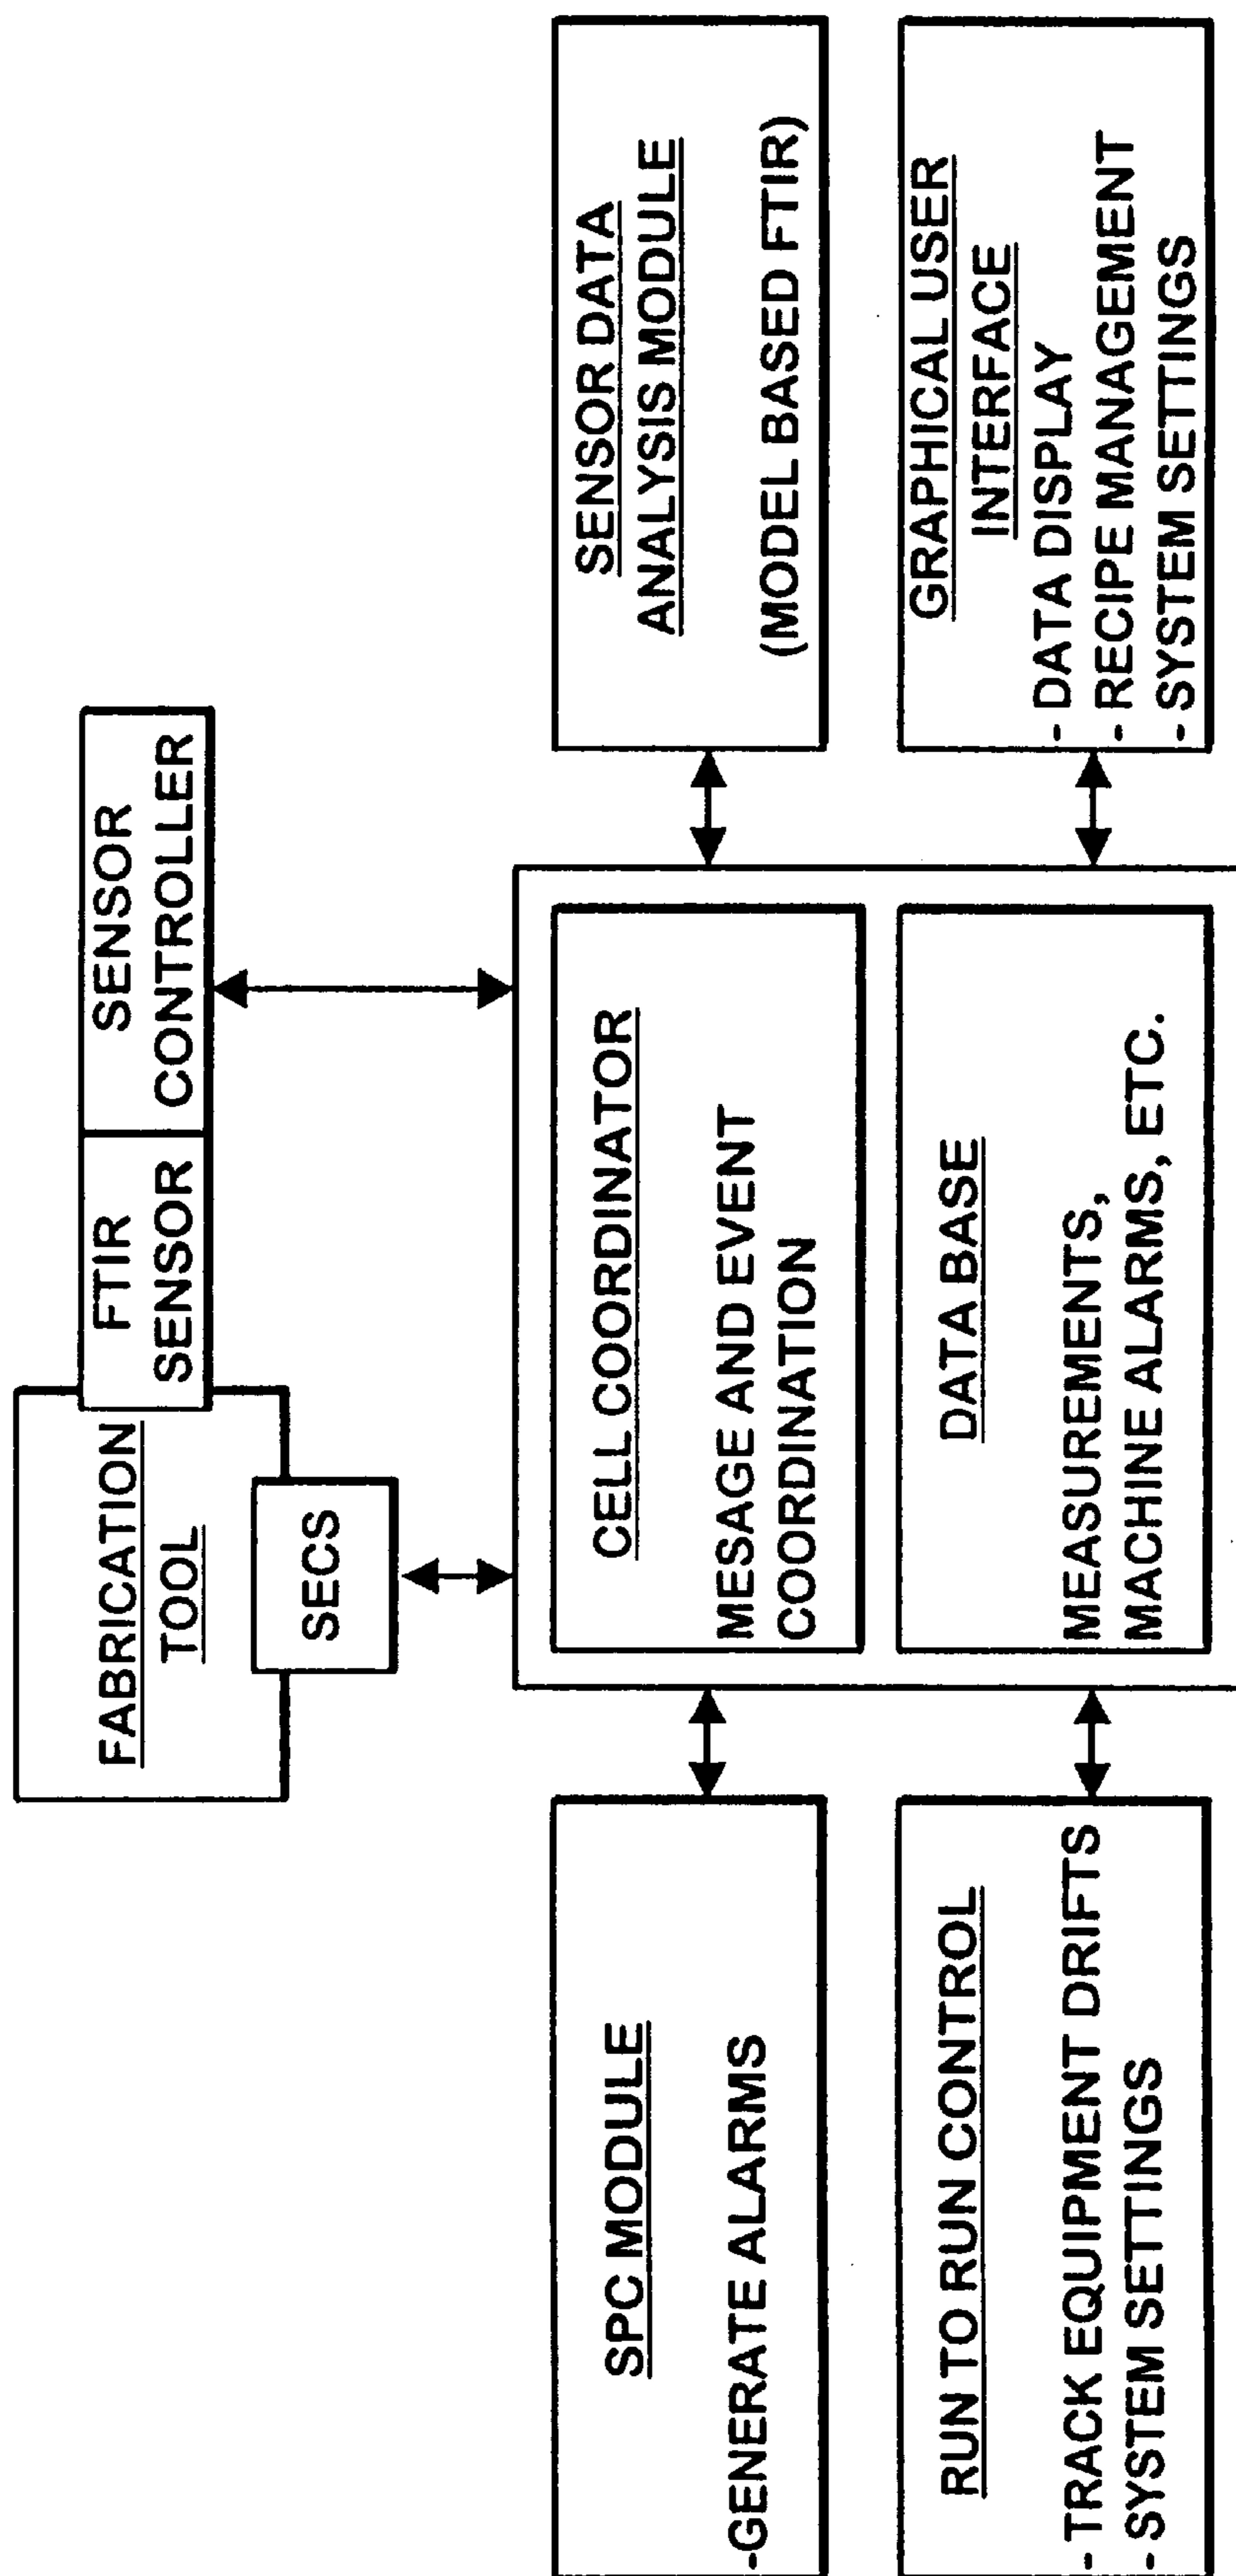 FABRICATION
TOOL
SECS
FTIR
SENSOR
SENSOR
CONTROLLER
SPC MODULE
-GENERATE ALARMS
RUN TO RUN CONTROL
- TRACK EQUIPMENT DRIFTS
- SYSTEM SETTINGS
CELL COORDINATOR
MESAGE AND EVENT
COORDINATION
DATA BASE
MEASUREMENTS,
MACHINE ALARMS, ETC.
SENSOR DATA
ANALYSIS MODULE
(MODEL BASED FTIR)
GRAPHICAL USER
INTERFACE
- DATA DISPLAY
- RECIPE MANAGEMENT
- SYSTEM SETTINGS